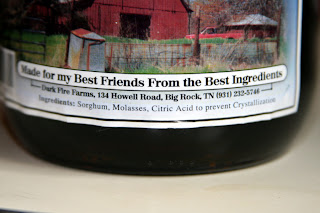 Made for my Best Friends From the Best Ingredients
Dark Fire Farms, 134 Howell Road, Big Rock, TN (931) 232-5746
Ingredients: Sorghum, Molasses, Citric Acid to prevent Crystallization